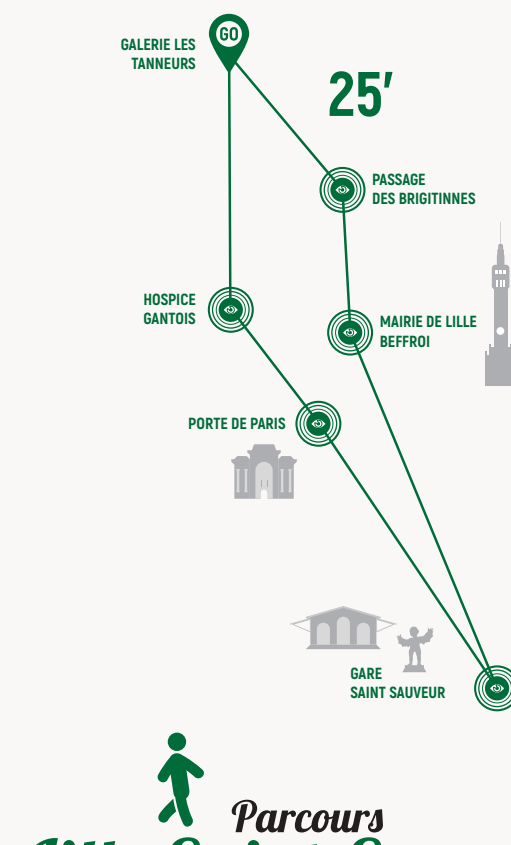 GO
GALERIE LES
TANNEURS
25’
PASSAGE
DES BRIGITINNES
HOSPICE
GANTOIS
MAIRIE DE LILLE
BEFFROI
PORTE DE PARIS
GARE
SAINT SAUVEUR
Parcours